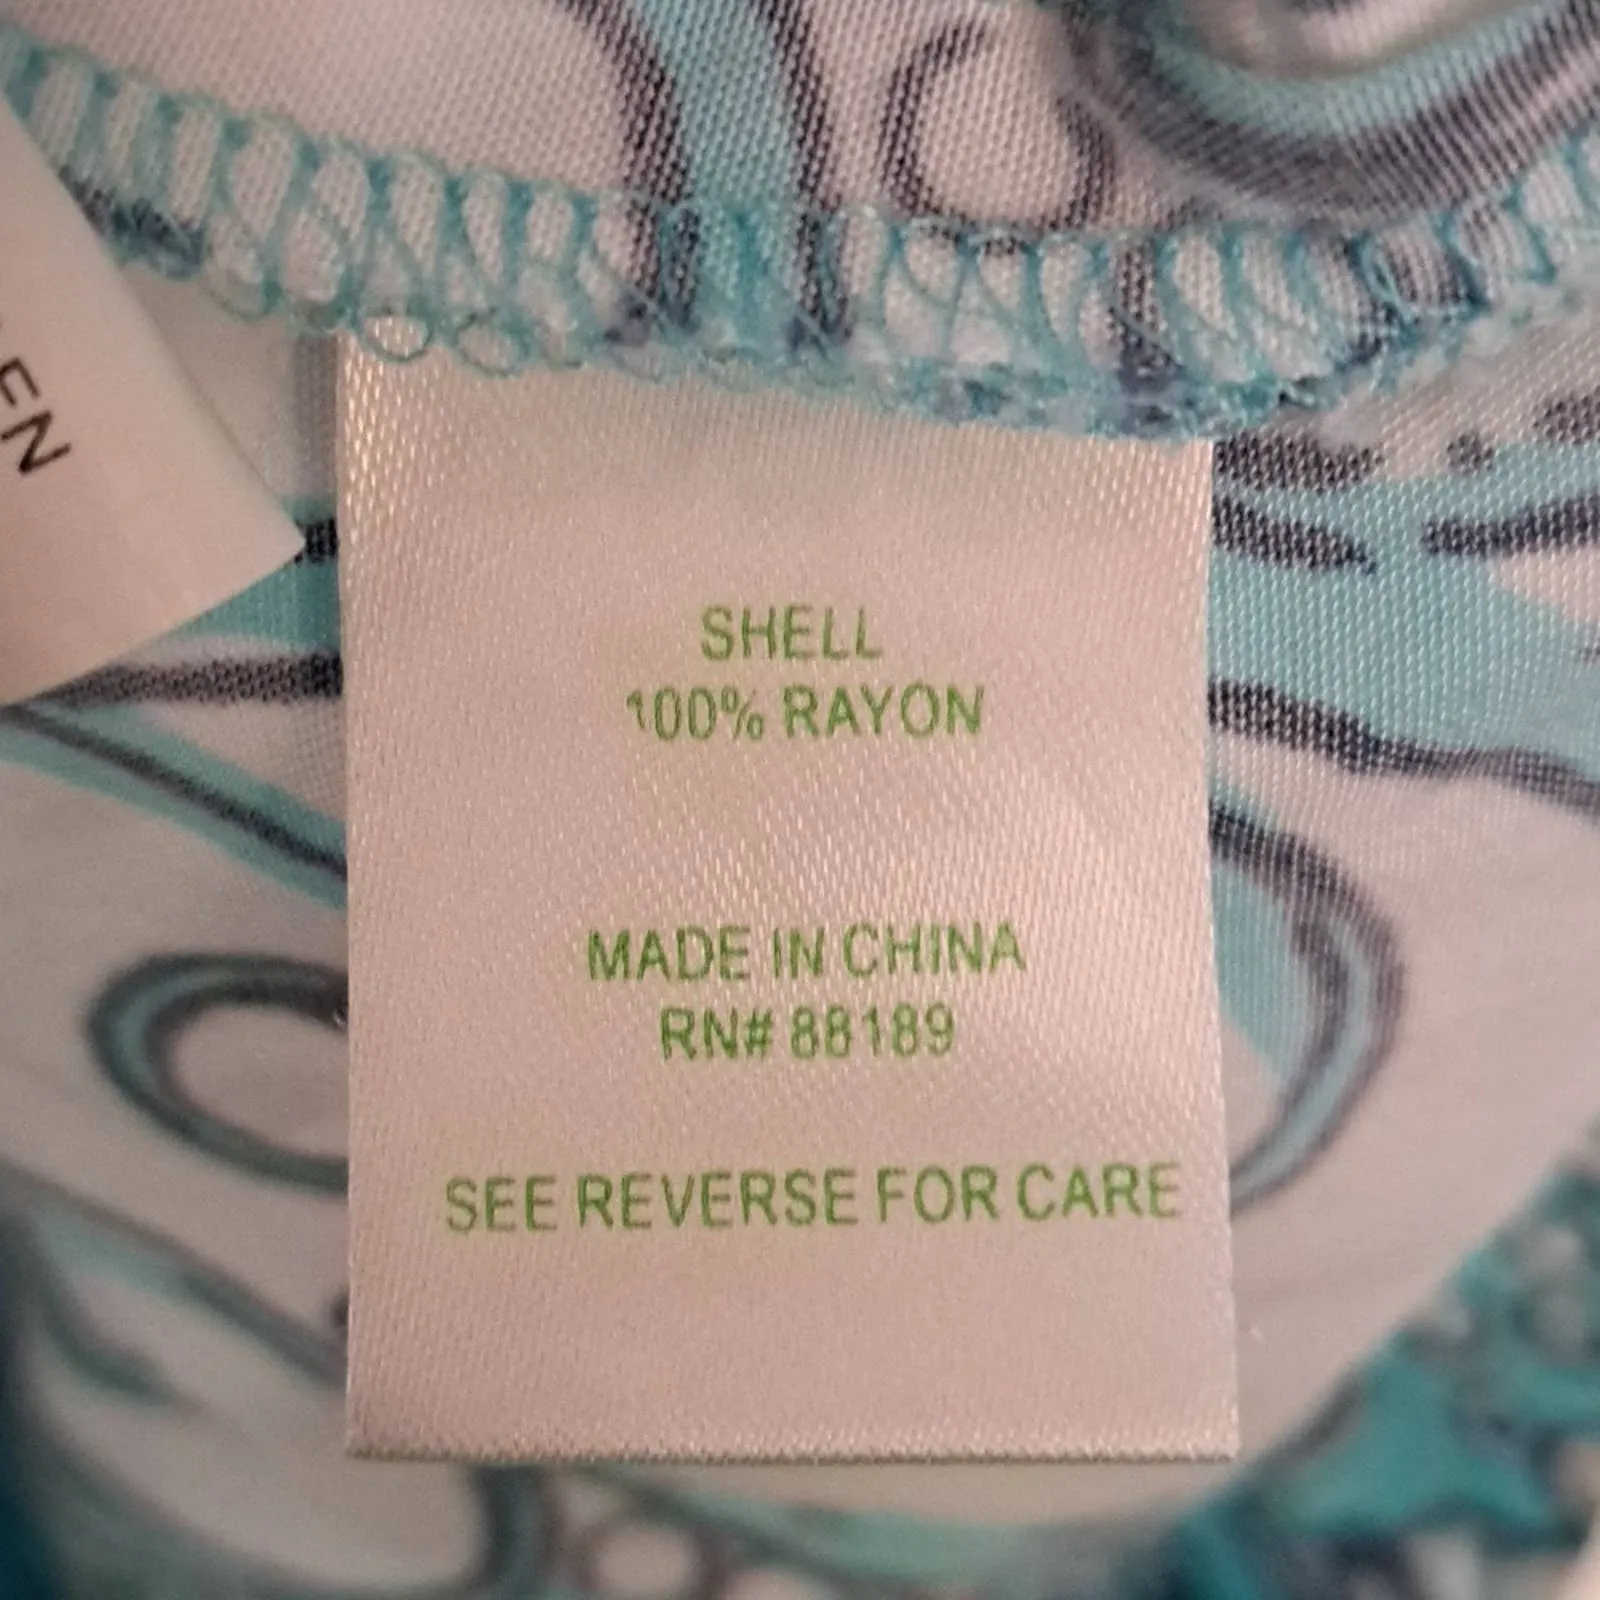 SHELL
100% RAYON
MADE IN CHINA
RN# 88189
SEE REVERSE FOR CARE